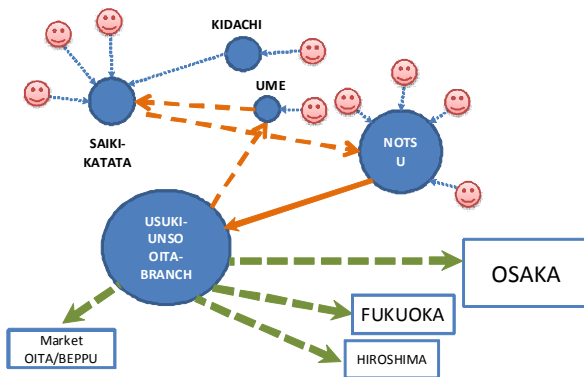 KIDACHI
UME
SAIKI-
KATATA
NOTS
U
USUKI-
UNSO
OITA-
BRANCH
OSAKA
FUKUOKA
Market
OITA/BEPPU
HIROSHIMA